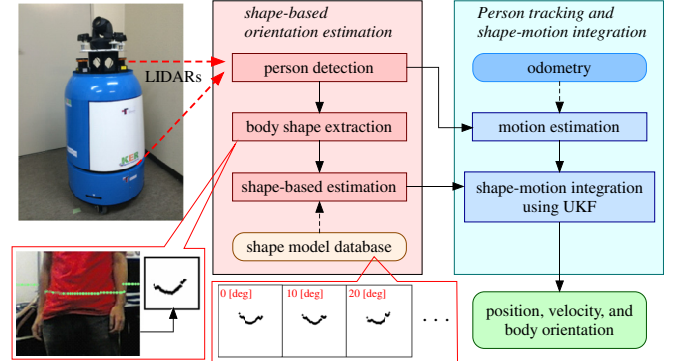 shape-based
orientation estimation
Person tracking and
shape-motion integration
LIDARs
person detection
odometry
body shape extraction
motion estimation
shape-based estimation
shape-motion integration
using UKF
shape model database
0 [deg]
10 [deg]
20 [deg]
. . .
position, velocity, and
body orientation
KER